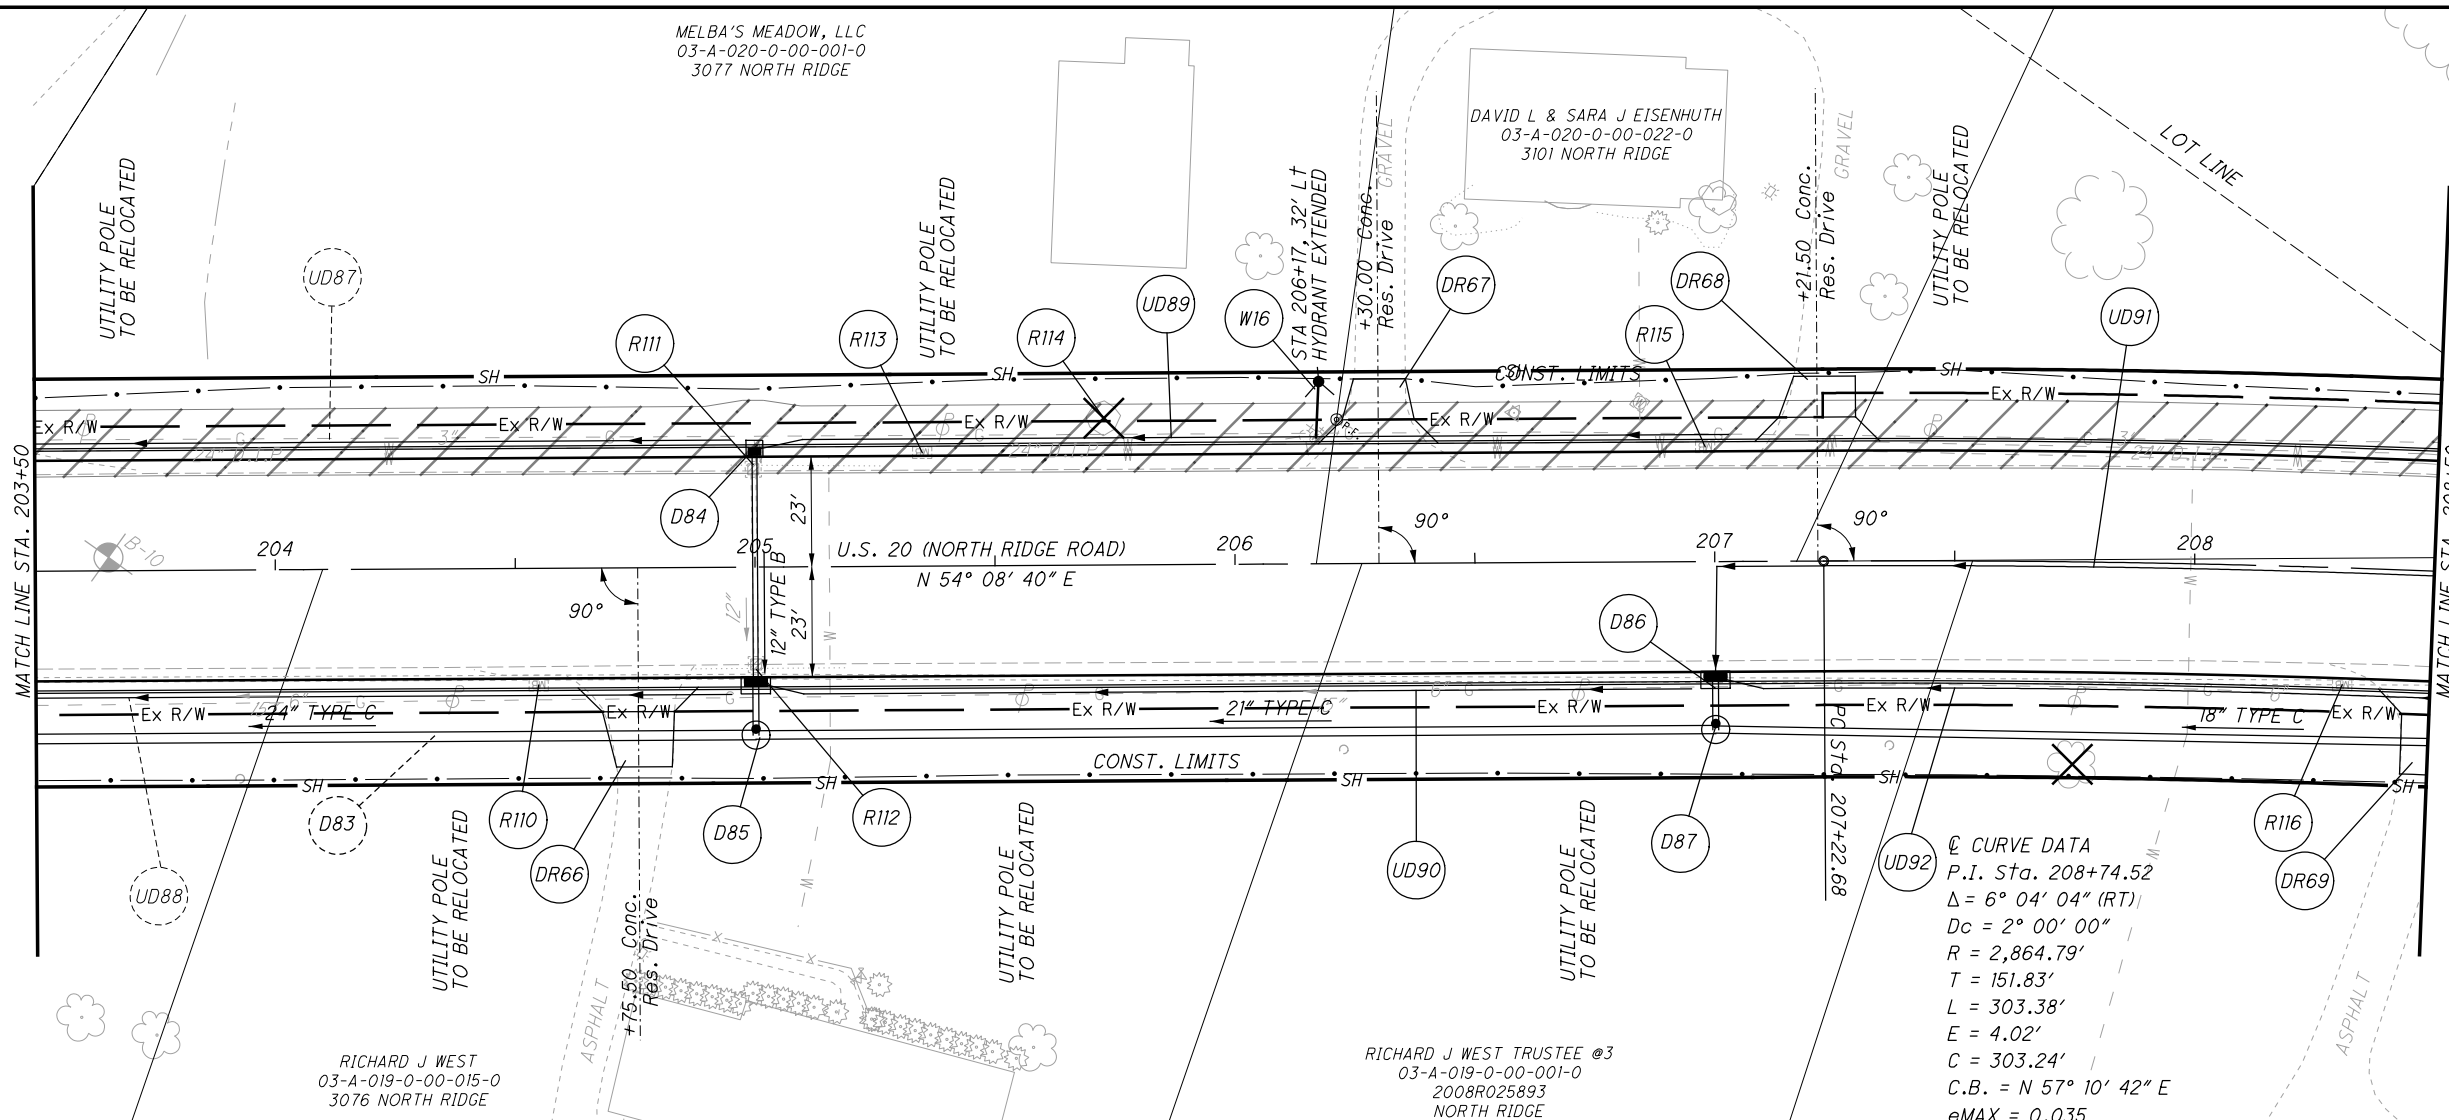 MELBA'S MEADOW, LLC
03-A-020-0-00-001-0
3077 NORTH RIDGE
DAVID L & SARA J EISENHUTH
03-A-020-0-00-022-0
3101 NORTH RIDGE
LOT LINE
UTILITY POLE
TO BE RELOCATED
UTILITY POLE
TO BE RELOCATED
STA 206+17, 32' Lt
HYDRANT EXTENDED
+30.00 Conc.
Res. Drive
GRAVEL
+21.50 Conc.
Res. Drive
GRAVEL
UTILITY POLE
TO BE RELOCATED
UD87
R111
R113
R114
UD89
W16
DR67
R115
DR68
UD91
SH
SH
SH
CONST. LIMITS
SH
Ex R/W
Ex R/W
Ex R/W
Ex R/W
Ex R/W
24" D.I.P.
3"
G
W
24" D.I.P.
W
P.E.
W
W
W
24" D.I.P.
W
MATCH LINE STA. 203+50
D84
23'
90°
90°
B-10
204
205
U.S. 20 (NORTH RIDGE ROAD)
206
207
208
N 54° 08' 40" E
90°
12"
12" TYPE B
23'
W
W
D86
Ex R/W
24" TYPE C
Ex R/W
G
Ex R/W
21" TYPE C
6" G
Ex R/W
Ex R/W
18" TYPE C
Ex R/W
CONST. LIMITS
SH
SH
SH
SH
SH
UD88
D83
R110
DR66
D85
R112
UD90
D87
UD92
R116
DR69
PC Sta. 207+22.68
UTILITY POLE
TO BE RELOCATED
+75.50 Conc.
Res. Drive
ASPHALT
W
UTILITY POLE
TO BE RELOCATED
UTILITY POLE
TO BE RELOCATED
W
ASPHALT
℄ CURVE DATA
P.I. Sta. 208+74.52
Δ = 6° 04' 04" (RT)
Dc = 2° 00' 00"
R = 2,864.79'
T = 151.83'
L = 303.38'
E = 4.02'
C = 303.24'
C.B. = N 57° 10' 42" E
eMAX = 0.035
RICHARD J WEST
03-A-019-0-00-015-0
3076 NORTH RIDGE
RICHARD J WEST TRUSTEE @3
03-A-019-0-00-001-0
2008R025893
NORTH RIDGE
MATCH LINE STA.